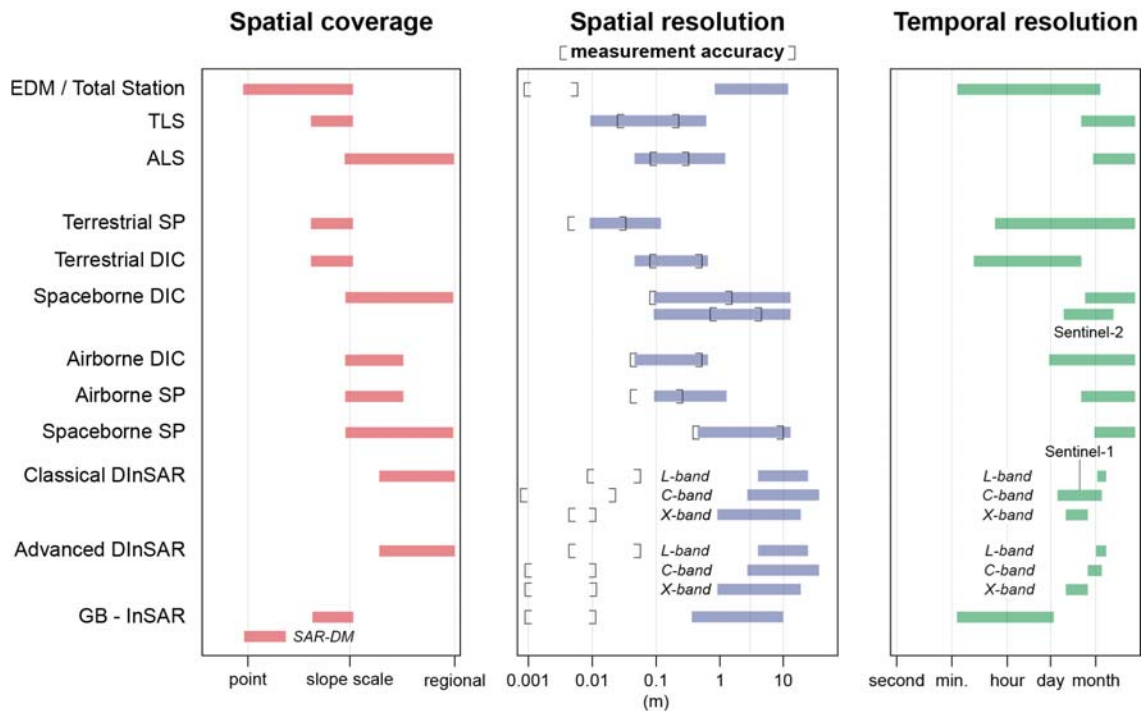 Spatial coverage
Spatial resolution
Temporal resolution
[ measurement accuracy ]
EDM / Total Station
TLS
ALS
Terrestrial SP
Terrestrial DIC
Spaceborne DIC
Sentinel-2
Airborne DIC
Airborne SP
Spaceborne SP
Sentinel-1
Classical DInSAR
L-band
L-band
C-band
C-band
X-band
X-band
Advanced DInSAR
L-band
L-band
C-band
C-band
X-band
X-band
GB - InSAR
SAR-DM
point
slope scale
regional
0.001
0.01
0.1
1
10
(m)
second
min.
hour
day
month